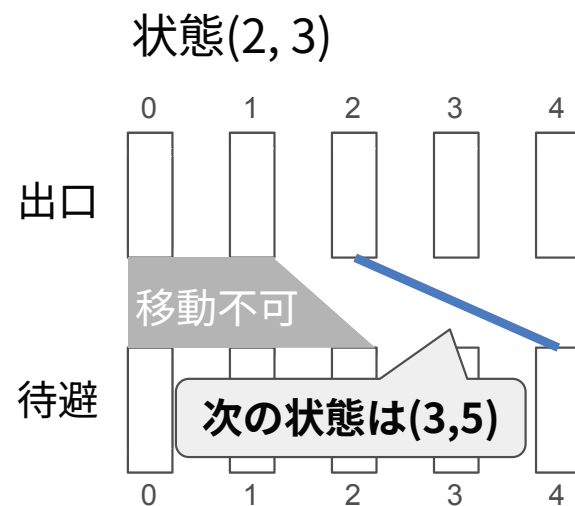 状態(2, 3)
0 1 2 3 4
出口
移動不可
待避
次の状態は(3,5)
0 1 2 3 4